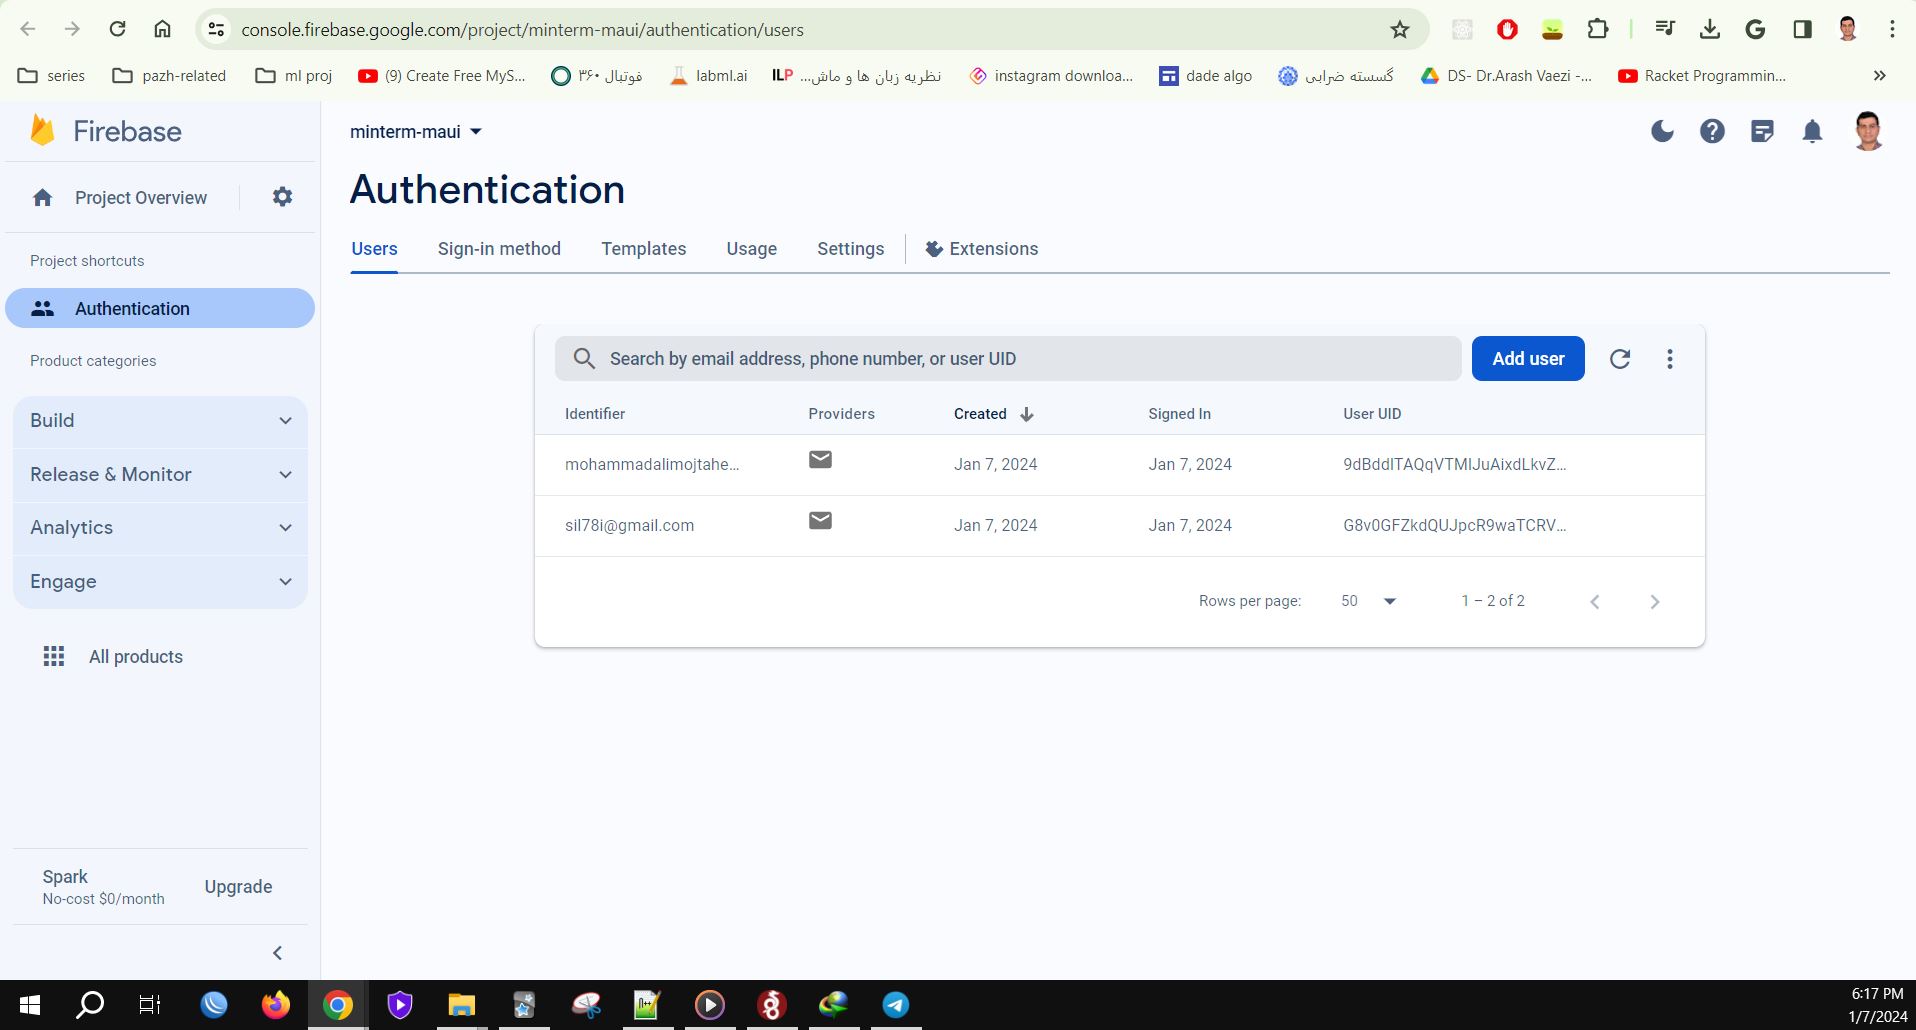 console.firebase.google.com/project/minterm-maui/authentication/users
series
pazh-related
ml proj
(9) Create Free MyS...
فوتبال ۳۶۰
labml.ai
ILP
نظریه زبان ها و ماش...
instagram downloa...
dade algo
گسسته ضرابی
DS- Dr.Arash Vaezi -...
Racket Programmin...
Firebase
minterm-maui
Project Overview
Authentication
Users
Sign-in method
Templates
Usage
Settings
Extensions
Project shortcuts
Authentication
Product categories
Build
Release & Monitor
Analytics
Engage
All products
Search by email address, phone number, or user UID
Add user
Identifier
Providers
Created
Signed In
User UID
mohammadalimojtahe...
Jan 7, 2024
Jan 7, 2024
9dBddlTAQqVTMlJuAixdLkvZ...
sil78i@gmail.com
Jan 7, 2024
Jan 7, 2024
G8v0GFZkdQUJpcR9waTCRV...
Rows per page:
50
1 – 2 of 2
Spark
No-cost $0/month
Upgrade
6:17 PM
1/7/2024